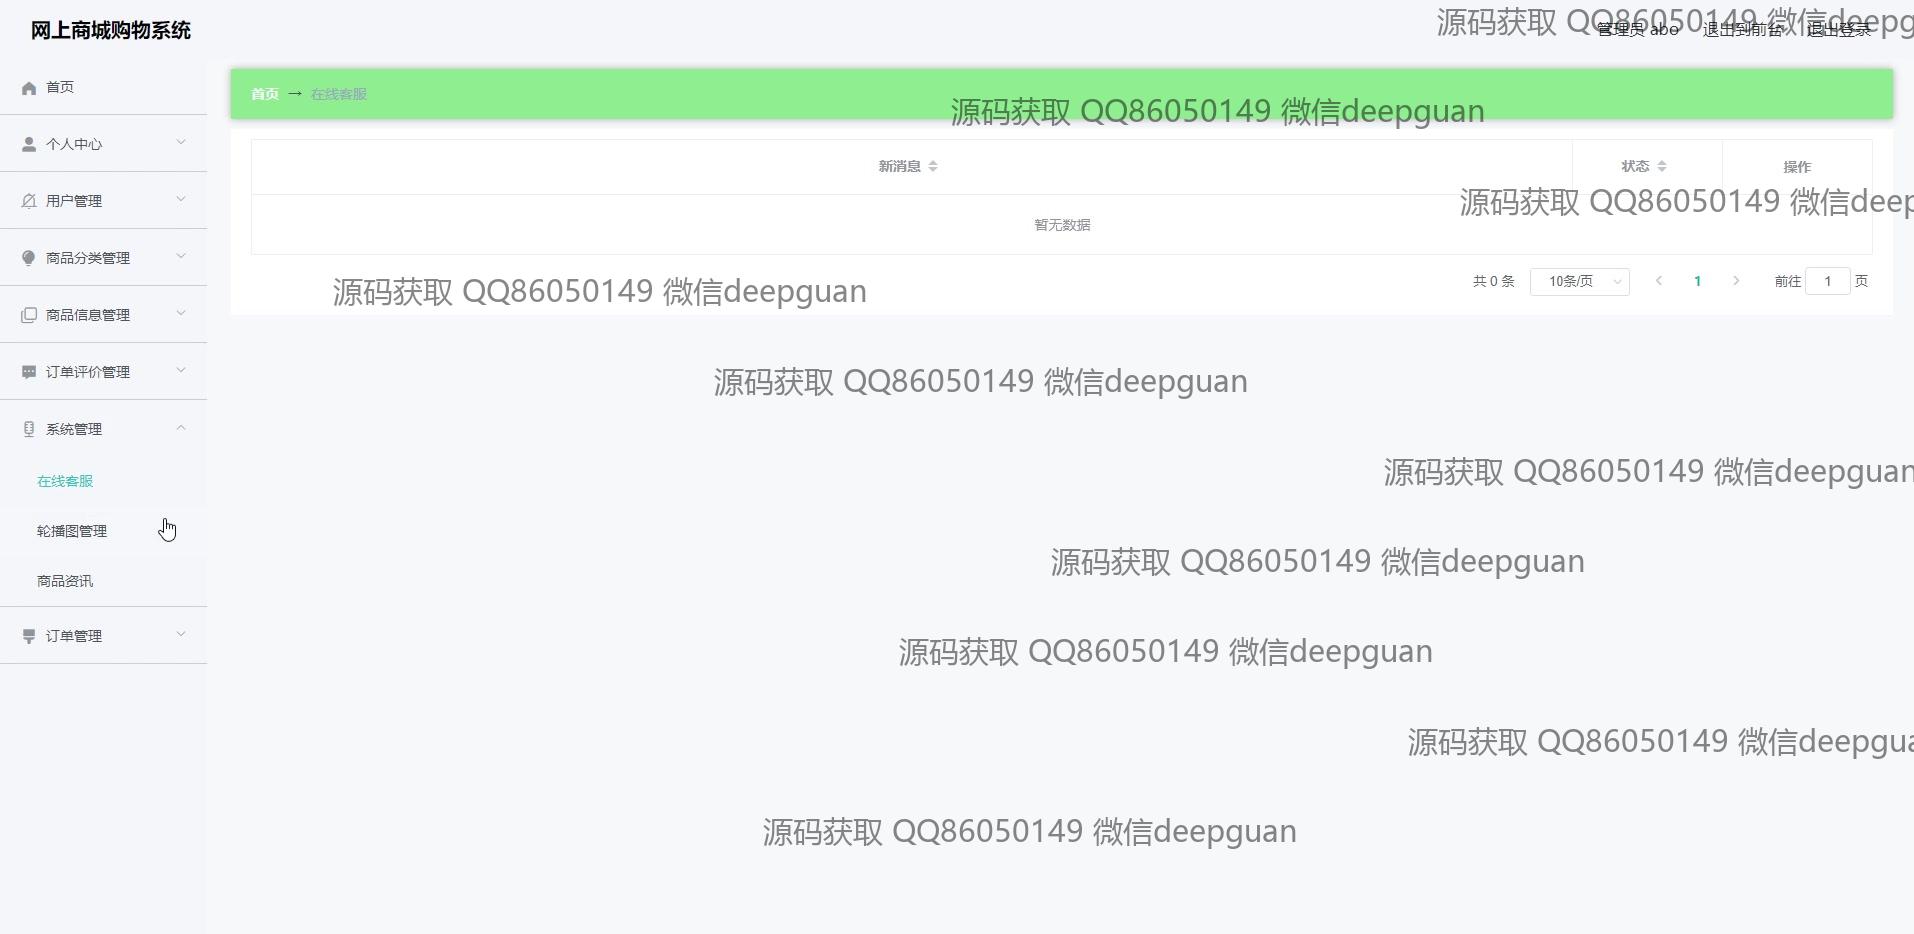 网上商城购物系统
源码获取 QQ86050149 微信deepg
管理员 abo 退出到前台 退出登录
首页
个人中心
用户管理
商品分类管理
商品信息管理
订单评价管理
系统管理
在线客服
轮播图管理
商品资讯
订单管理
首页 → 在线客服
源码获取 QQ86050149 微信deepguan
新消息 状态 操作
源码获取 QQ86050149 微信deep
暂无数据
共 0 条 10条/页 1 前往 1 页
源码获取 QQ86050149 微信deepguan
源码获取 QQ86050149 微信deepguan
源码获取 QQ86050149 微信deepguan
源码获取 QQ86050149 微信deepguan
源码获取 QQ86050149 微信deepguan
源码获取 QQ86050149 微信deepgua
源码获取 QQ86050149 微信deepguan